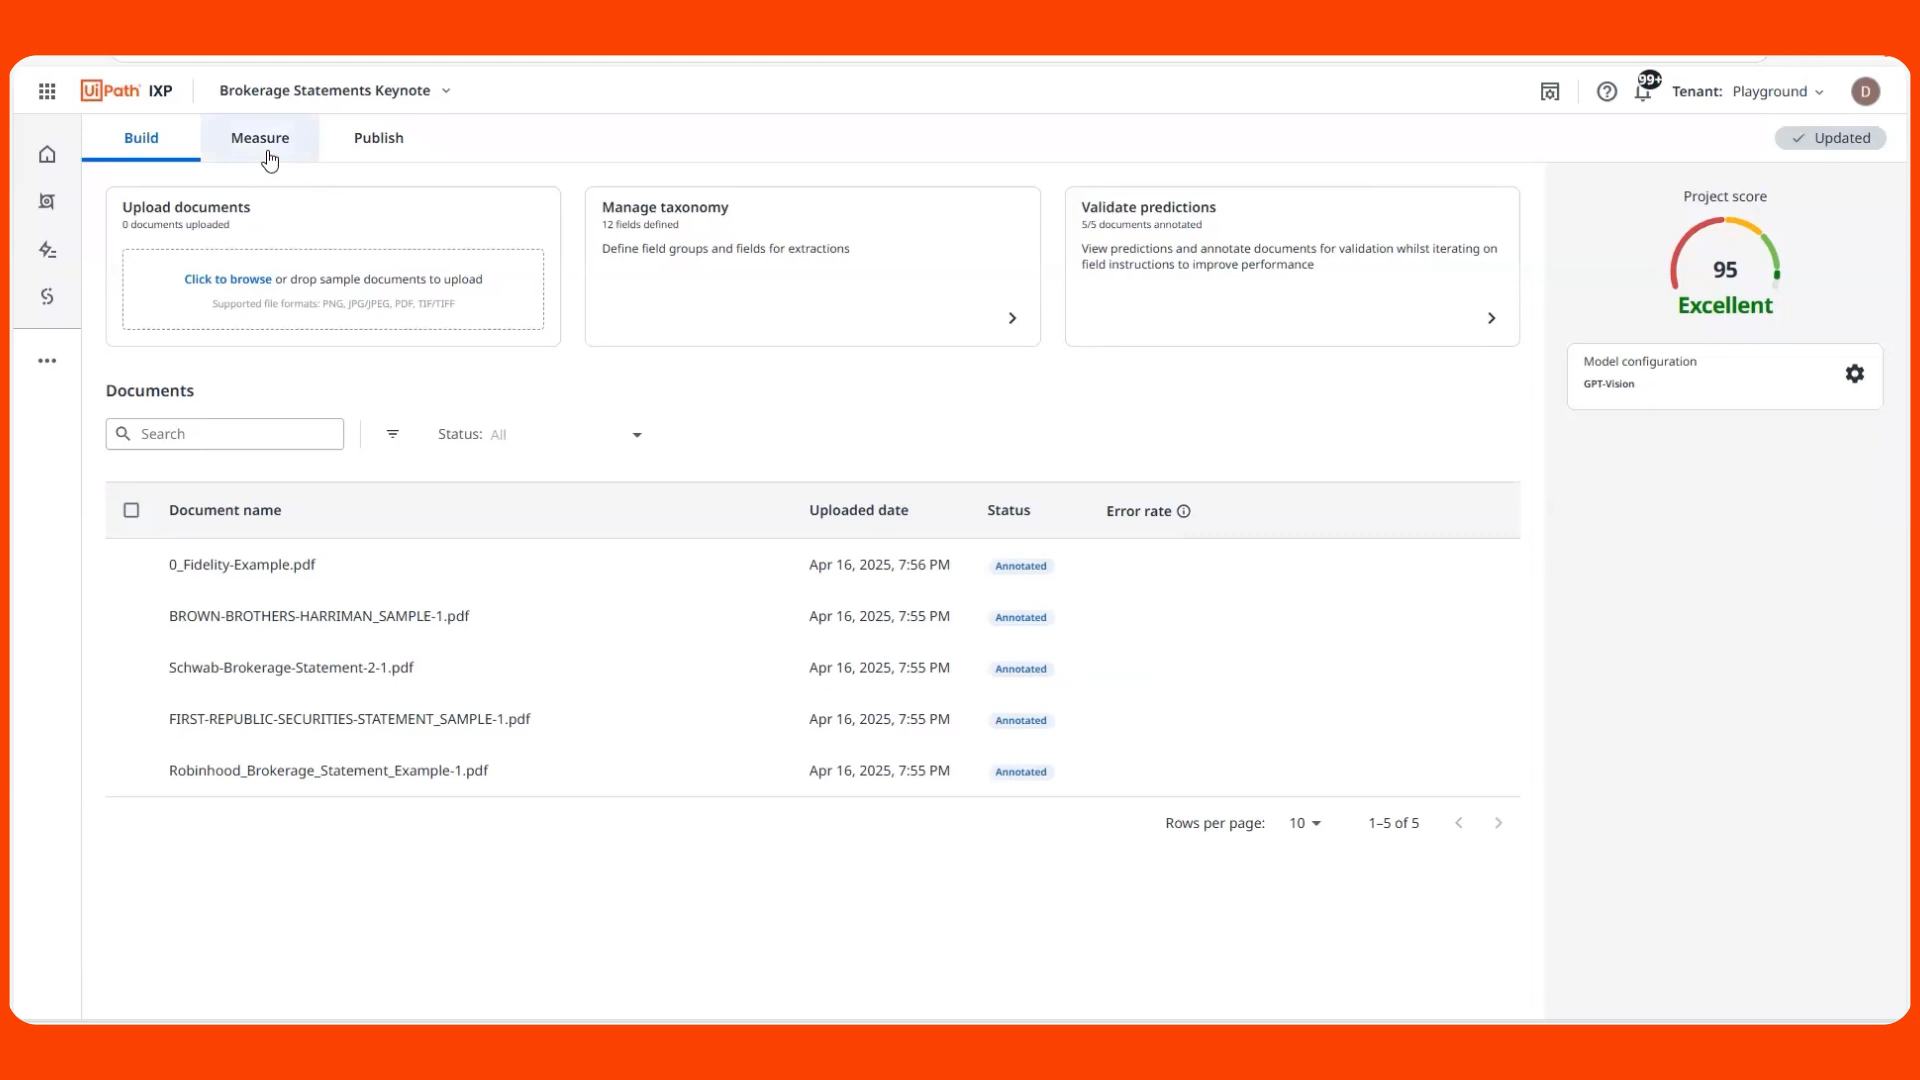 UiPath IXP
Brokerage Statements Keynote
99+
Tenant: Playground
D
Build
Measure
Publish
Updated
Upload documents
0 documents uploaded
Click to browse or drop sample documents to upload
Supported file formats: PNG, JPG/JPEG, PDF, TIF/TIFF
Manage taxonomy
12 fields defined
Define field groups and fields for extractions
Validate predictions
5/5 documents annotated
View predictions and annotate documents for validation whilst iterating on
field instructions to improve performance
Project score
95
Excellent
Model configuration
GPT-Vision
Documents
Search
Status: All
Document name Uploaded date Status Error rate
0_Fidelity-Example.pdf Apr 16, 2025, 7:56 PM Annotated
BROWN-BROTHERS-HARRIMAN_SAMPLE-1.pdf Apr 16, 2025, 7:55 PM Annotated
Schwab-Brokerage-Statement-2-1.pdf Apr 16, 2025, 7:55 PM Annotated
FIRST-REPUBLIC-SECURITIES-STATEMENT_SAMPLE-1.pdf Apr 16, 2025, 7:55 PM Annotated
Robinhood_Brokerage_Statement_Example-1.pdf Apr 16, 2025, 7:55 PM Annotated
Rows per page: 10 1–5 of 5